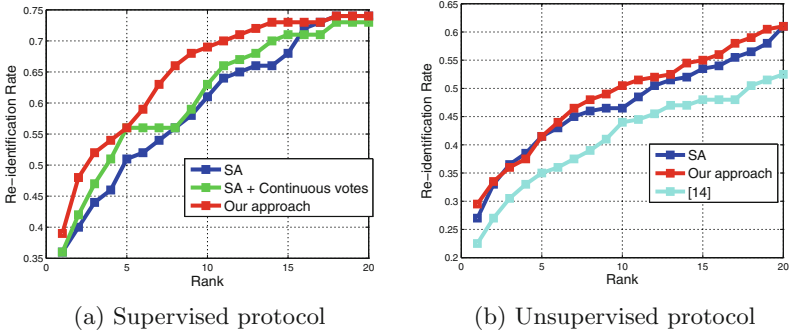 0.75
0.7
0.65
0.6
0.55
0.5
0.45
0.4
0.35
Re-identification Rate
0
5
10
15
20
Rank
SA
SA + Continuous votes
Our approach
(a) Supervised protocol
0.65
0.6
0.55
0.5
0.45
0.4
0.35
0.3
0.25
0.2
Re-identification Rate
0
5
10
15
20
Rank
SA
Our approach
[14]
(b) Unsupervised protocol